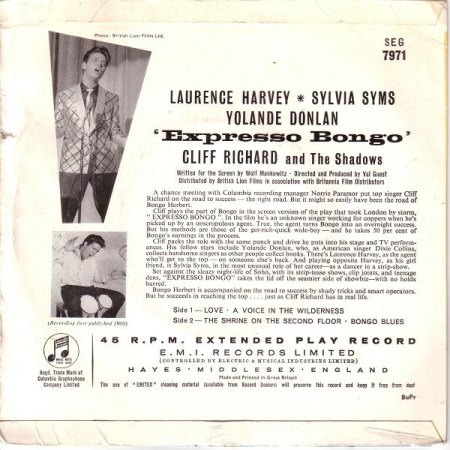 Photo: British Lion Films Ltd.
SEG
7971
LAURENCE HARVEY * SYLVIA SYMS
YOLANDE DONLAN
'Expresso Bongo'
CLIFF RICHARD and The Shadows
Written for the Screen by Wolf Mankowitz · Directed and Produced by Val Guest
Distributed by British Lion Films in association with Britannia Film Distributors
A chance meeting with Columbia recording manager Norrie Paramor put top singer Cliff
Richard on the road to success — the right road. But it might so easily have been the road of
Bongo Herbert.
Cliff plays the part of Bongo in the screen version of the play that took London by storm,
"EXPRESSO BONGO". In the film he's an unknown singer working for coppers when he's
picked up by an unscrupulous agent. True, the agent turns Bongo into an overnight success.
But his methods are those of the get-rich-quick wide-boy — and he takes 50 per cent of
Bongo's earnings in the process.
Cliff packs the role with the same punch and drive he puts into his stage and TV perform-
ances. His fellow stars include Yolande Donlan, who, as American singer Dixie Collins,
collects handsome singers as other people collect books. There's Laurence Harvey, as the agent
who'll get to the top — on someone else's back. And playing opposite Harvey, as his girl
friend, is Sylvia Syms, in the most unusual role of her career—as a dancer in a strip-show.
Set against the sleazy night-life of Soho, with its strip-tease shows, clip joints, and teenage
dens, "EXPRESSO BONGO" takes the lid off the seamier side of showbiz—with no holds
barred.
Bongo Herbert is accompanied on the road to success by shady tricks and smart operators.
But he succeeds in reaching the top .... just as Cliff Richard has in real life.
(Recording first published 1960)
Side 1 — LOVE · A VOICE IN THE WILDERNESS
Side 2 — THE SHRINE ON THE SECOND FLOOR · BONGO BLUES
45 R.P.M. EXTENDED PLAY RECORD
E.M.I. RECORDS LIMITED
(CONTROLLED BY ELECTRIC & MUSICAL INDUSTRIES LIMITED)
HAYES · MIDDLESEX · ENGLAND
Made and Printed in Great Britain
Regd. Trade Mark of
Columbia Graphophone
Company Limited
The use of "EMITEX" cleaning material (available from Record Dealers) will preserve this record and keep it free from dust
BuPr